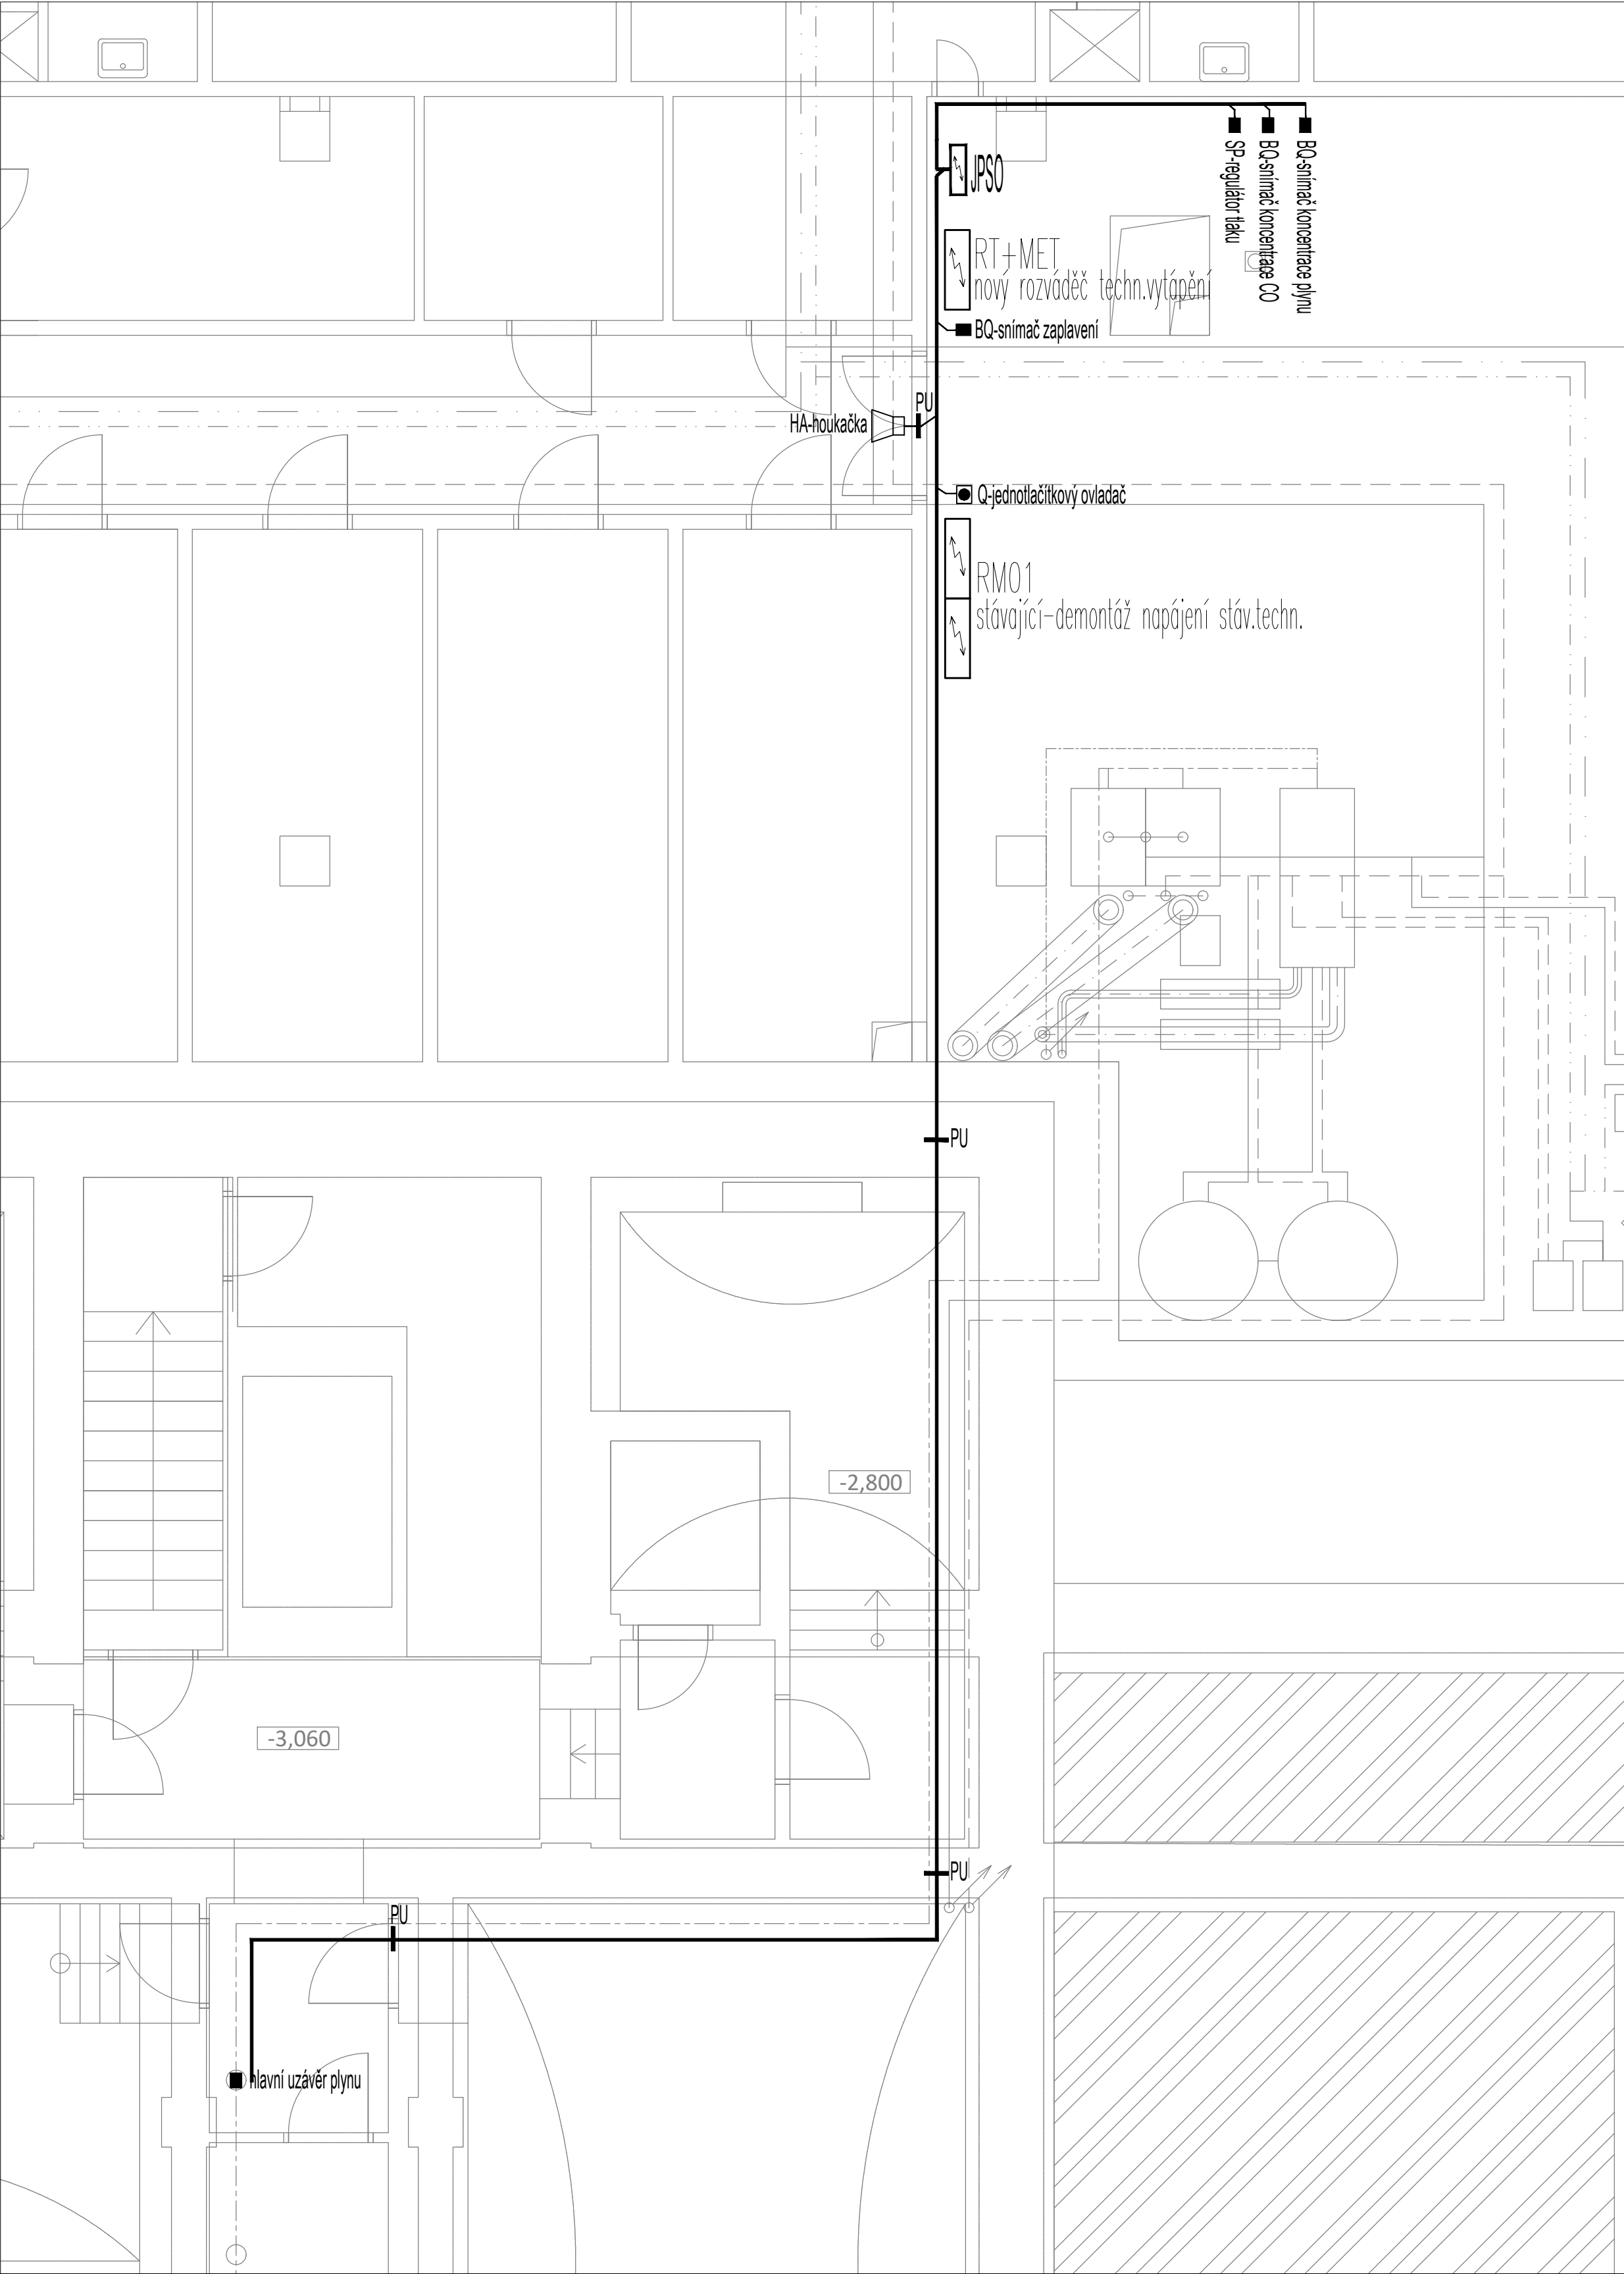 SP-regulátor tlaku
BQ-snímač koncentrace CO
BQ-snímač koncentrace plynu
JPSO
RT+MET
nový rozváděč techn.vytápění
BQ-snímač zaplavení
PU
HA-houkačka
Q-jednotlačítkový ovladač
RM01
stávající-demontáž napájení stáv.techn.
PU
-2,800
-3,060
PU
PU
hlavní uzávěr plynu